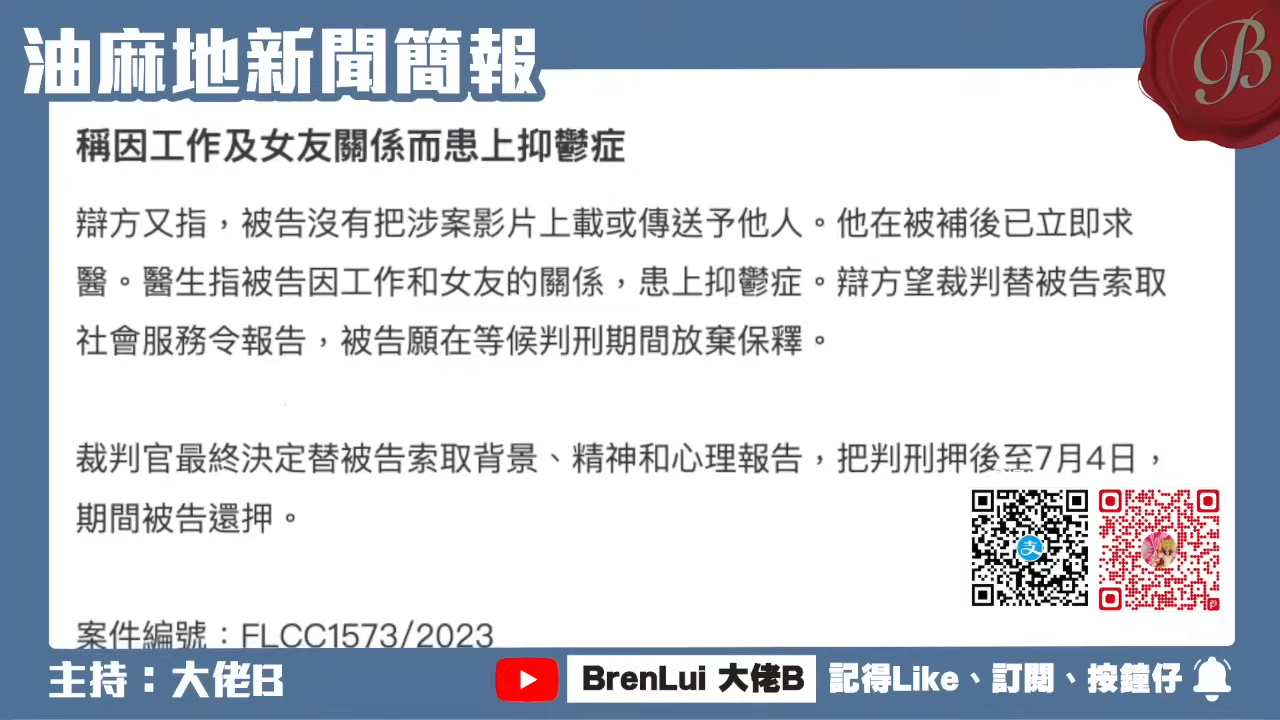 油麻地新聞簡報
B
稱因工作及女友關係而患上抑鬱症
辯方又指，被告沒有把涉案影片上載或傳送予他人。他在被補後已立即求
醫。醫生指被告因工作和女友的關係，患上抑鬱症。辯方望裁判替被告索取
社會服務令報告，被告願在等候判刑期間放棄保釋。
裁判官最終決定替被告索取背景、精神和心理報告，把判刑押後至7月4日，
期間被告還押。
支
案件編號：FLCC1573/2023
主持：大佬B
BrenLui 大佬B
記得Like、訂閱、按鐘仔